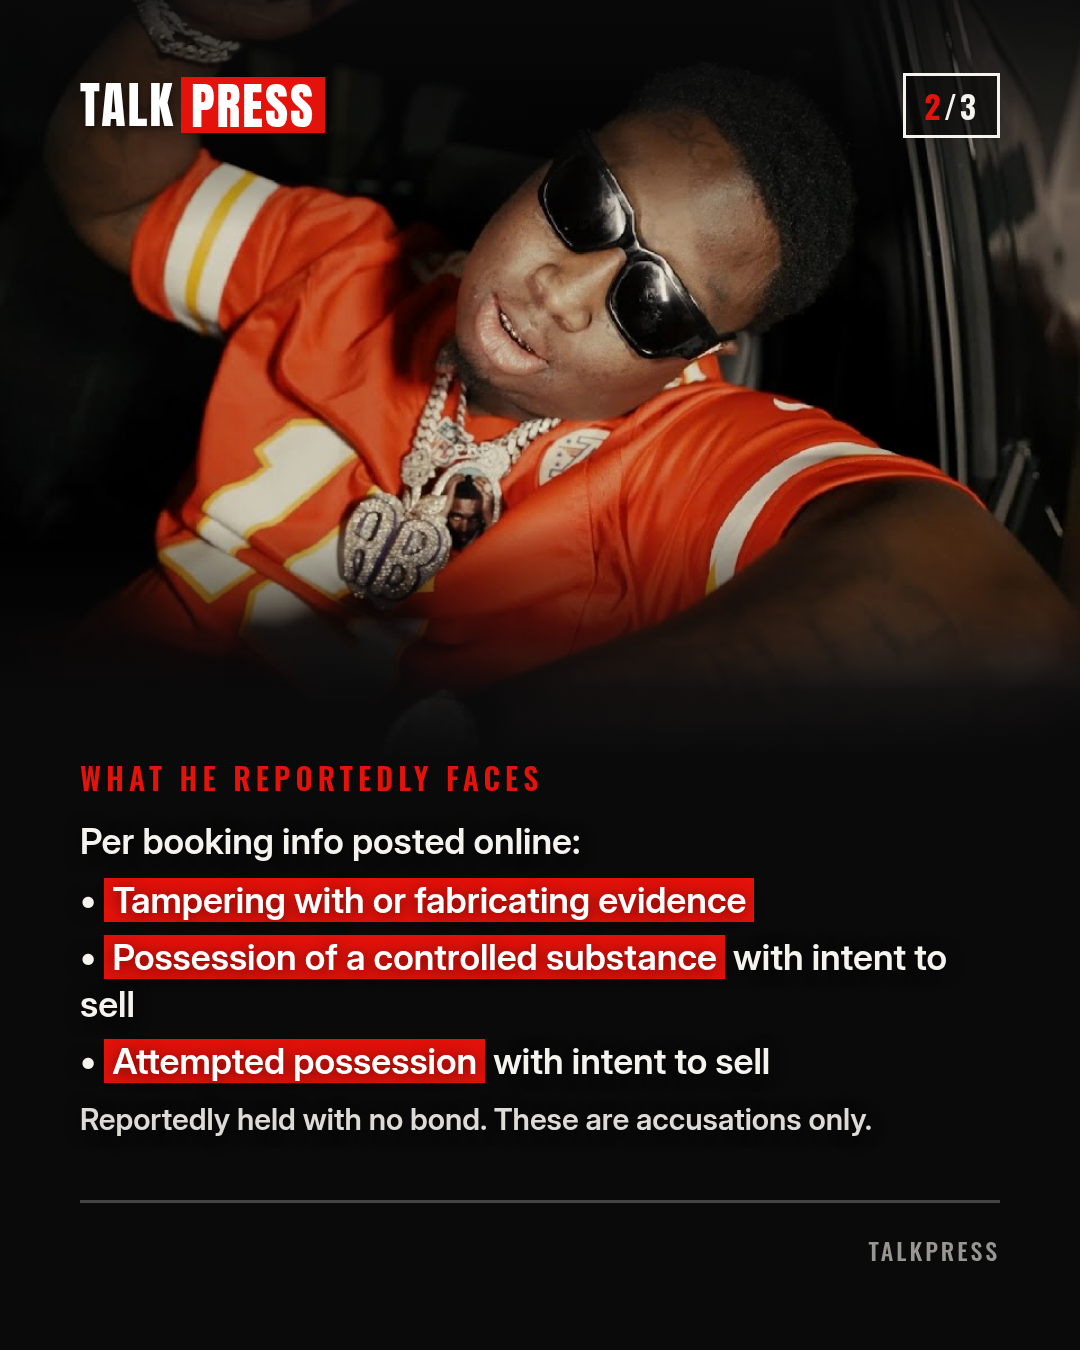 TALK PRESS
2/3
WHAT HE REPORTEDLY FACES
Per booking info posted online:
• Tampering with or fabricating evidence
• Possession of a controlled substance with intent to
sell
• Attempted possession with intent to sell
Reportedly held with no bond. These are accusations only.
TALKPRESS